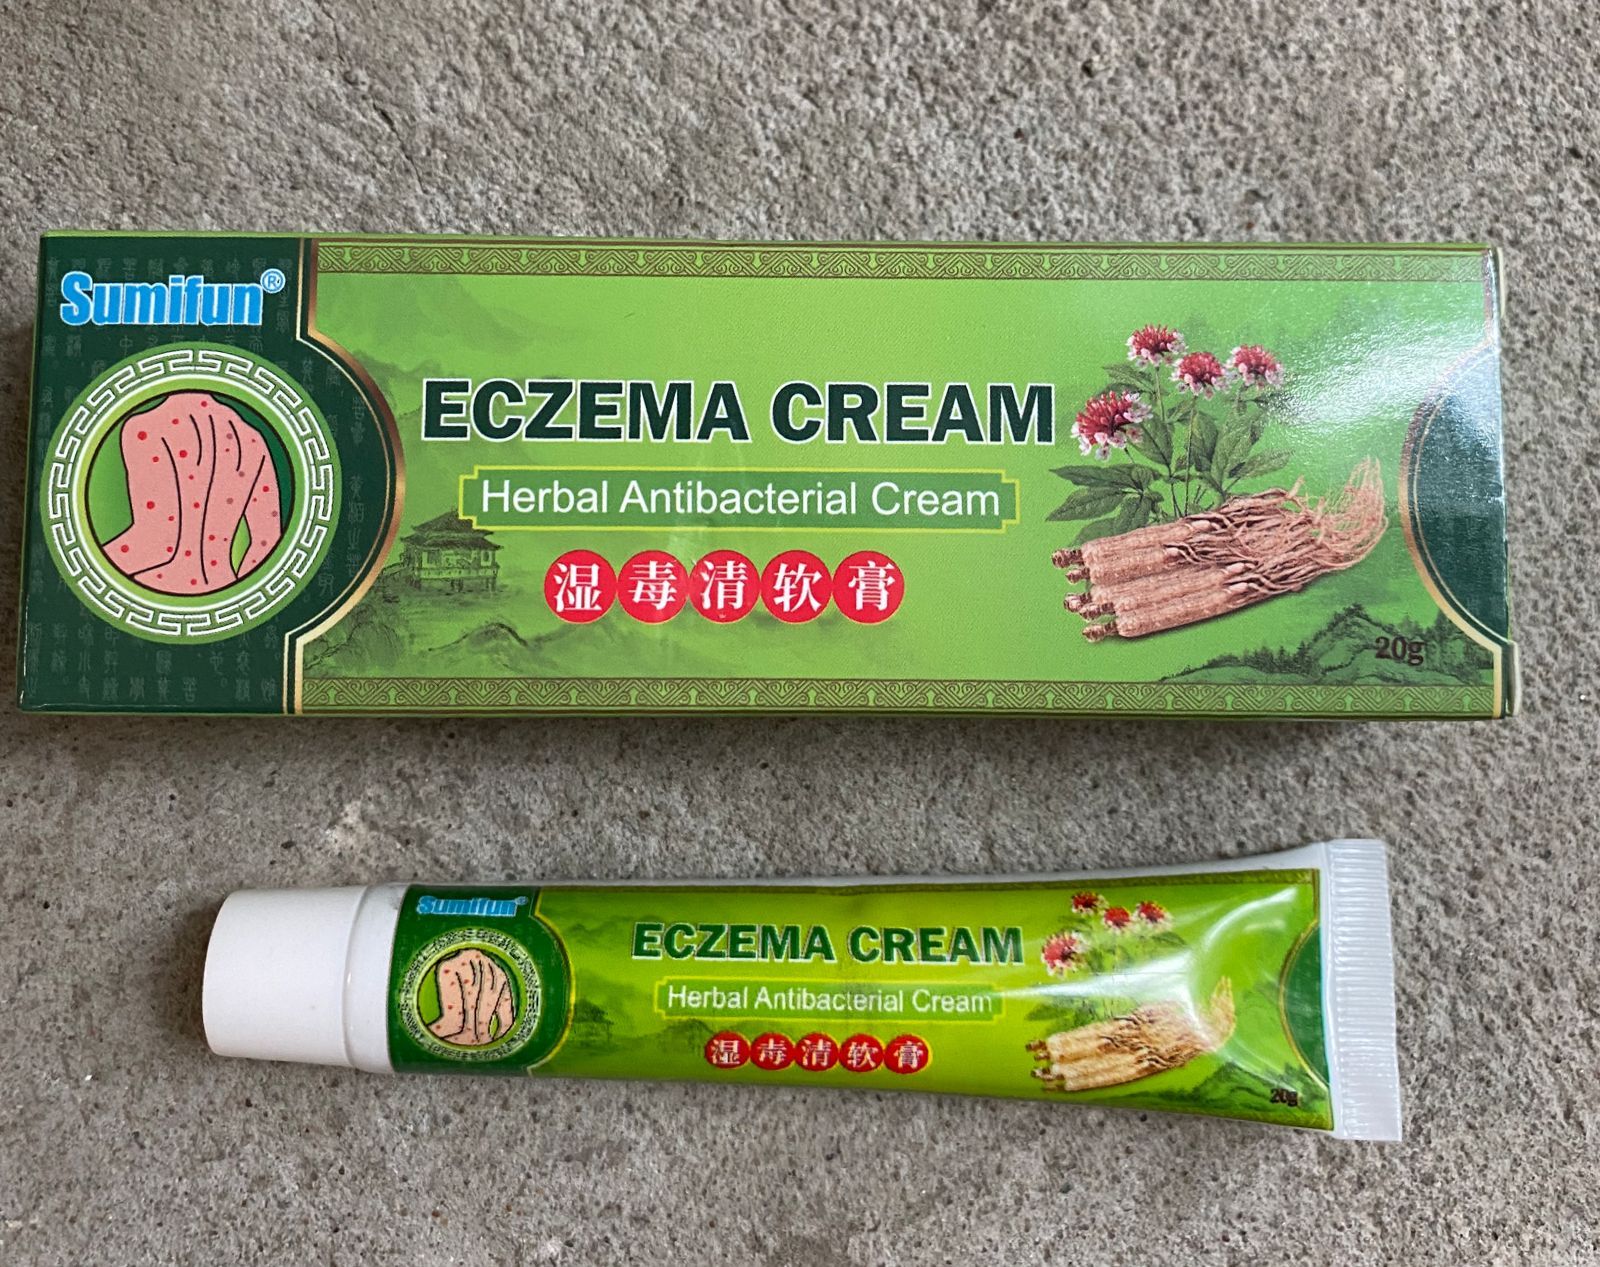 Sumifun®
ECZEMA CREAM
Herbal Antibacterial Cream
湿毒清软膏
20g
Sumifun®
ECZEMA CREAM
Herbal Antibacterial Cream
湿毒清软膏
20g